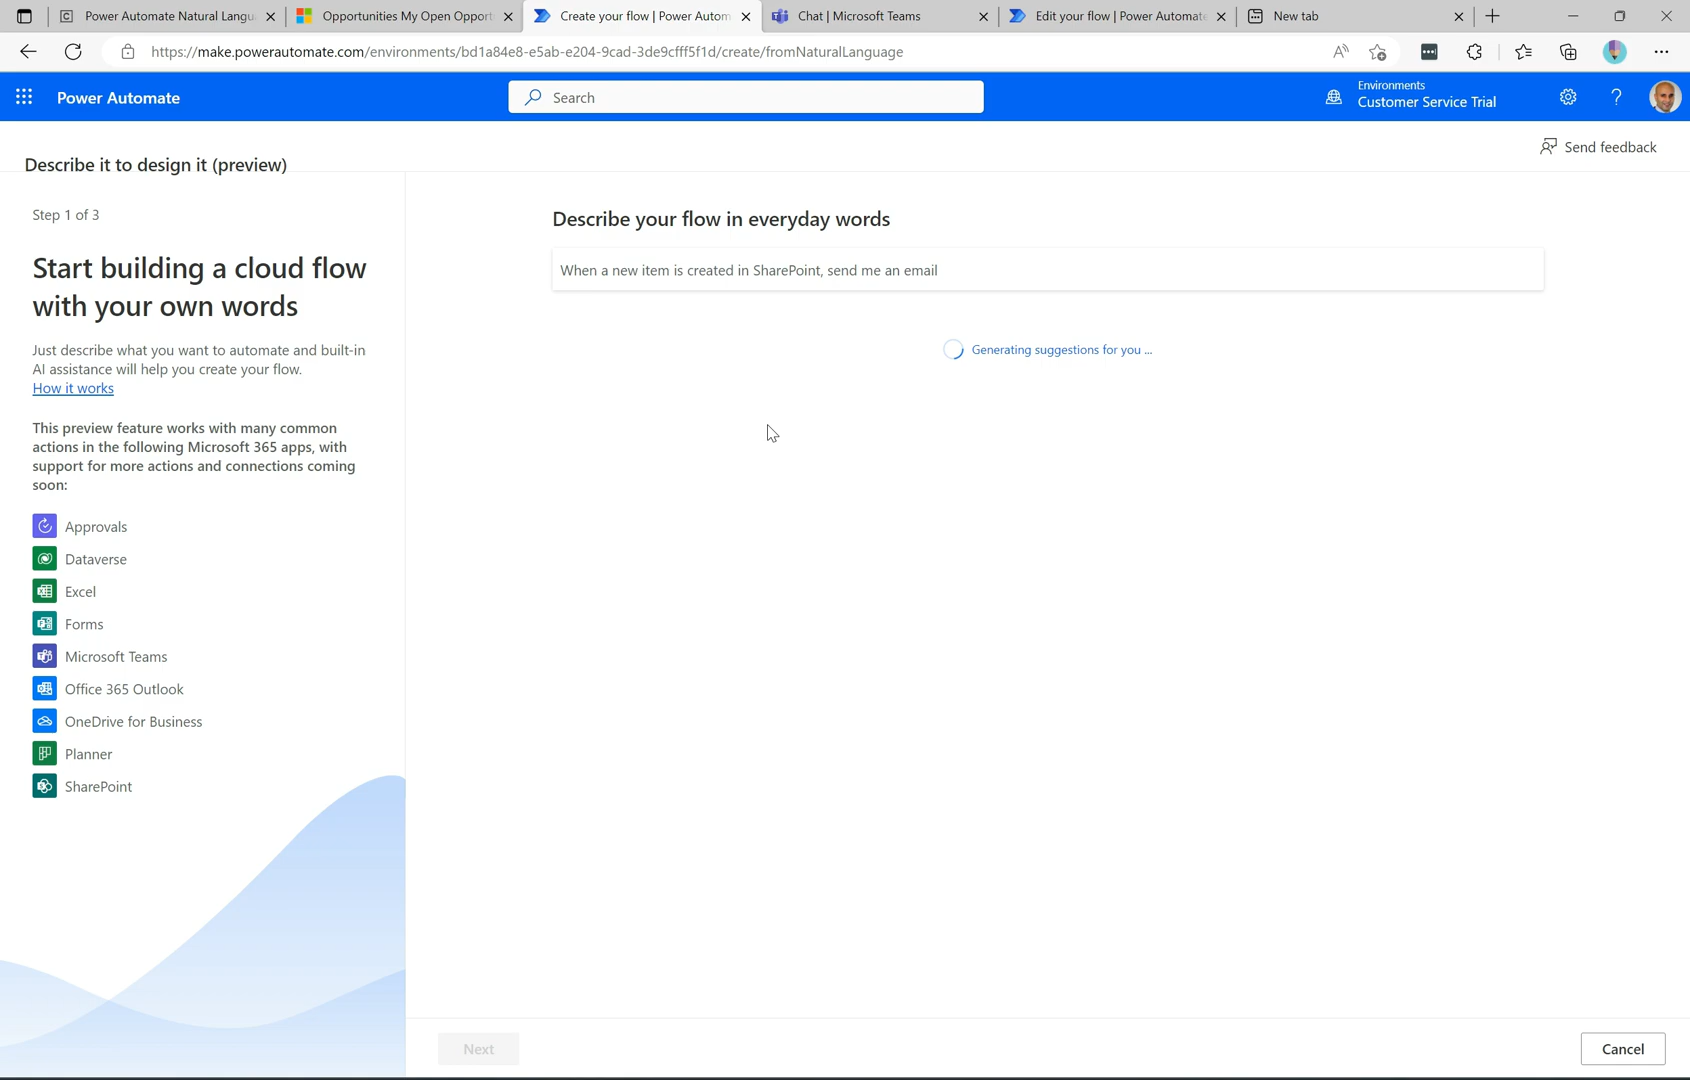 Power Automate Natural Langu
Opportunities My Open Opport
Create your flow | Power Autom
Chat | Microsoft Teams
Edit your flow | Power Automate
New tab
https://make.powerautomate.com/environments/bd1a84e8-e5ab-e204-9cad-3de9cfff5f1d/create/fromNaturalLanguage
Power Automate
Search
Environments
Customer Service Trial
Describe it to design it (preview)
Send feedback
Step 1 of 3
Start building a cloud flow
with your own words
Just describe what you want to automate and built-in
AI assistance will help you create your flow.
How it works
This preview feature works with many common
actions in the following Microsoft 365 apps, with
support for more actions and connections coming
soon:
Approvals
Dataverse
Excel
Forms
Microsoft Teams
Office 365 Outlook
OneDrive for Business
Planner
SharePoint
Describe your flow in everyday words
When a new item is created in SharePoint, send me an email
Generating suggestions for you ...
Next
Cancel